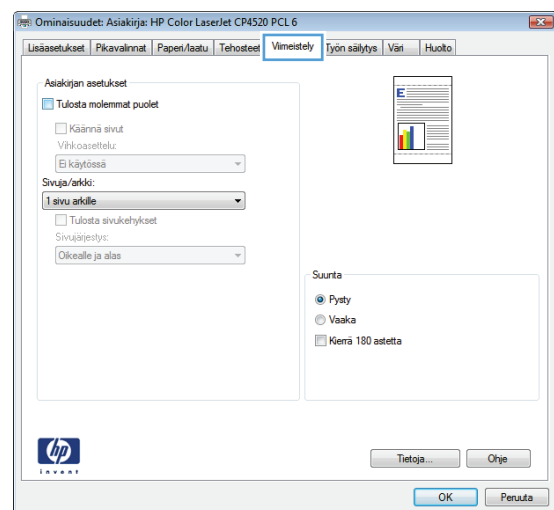 Ominaisuudet: Asiakirja: HP Color LaserJet CP4520 PCL 6
Lisäasetukset Pikavalinnat Paperi/laatu Tehosteet Viimeistely Työn säilytys Väri Huolto
Asiakirjan asetukset
Tulosta molemmat puolet
Käännä sivut
Vihkoasettelu:
Ei käytössä
Sivuja/arkki:
1 sivu arkille
Tulosta sivukehykset
Sivujärjestys:
Oikealle ja alas
E
Suunta
Pysty
Vaaka
Kierrä 180 astetta
hp
invent
Tietoja... Ohje
OK Peruuta